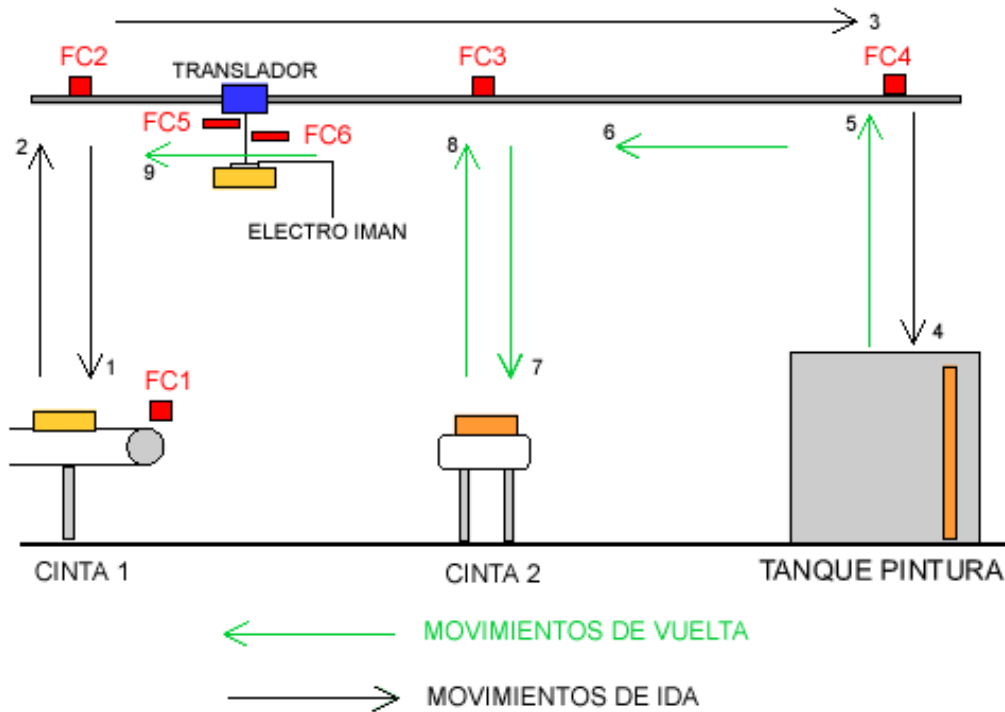 3
FC2
FC3
FC4
TRANSLADOR
FC5
FC6
2
9
8
6
5
ELECTRO IMAN
1
7
4
FC1
CINTA 1
CINTA 2
TANQUE PINTURA
MOVIMIENTOS DE VUELTA
MOVIMIENTOS DE IDA